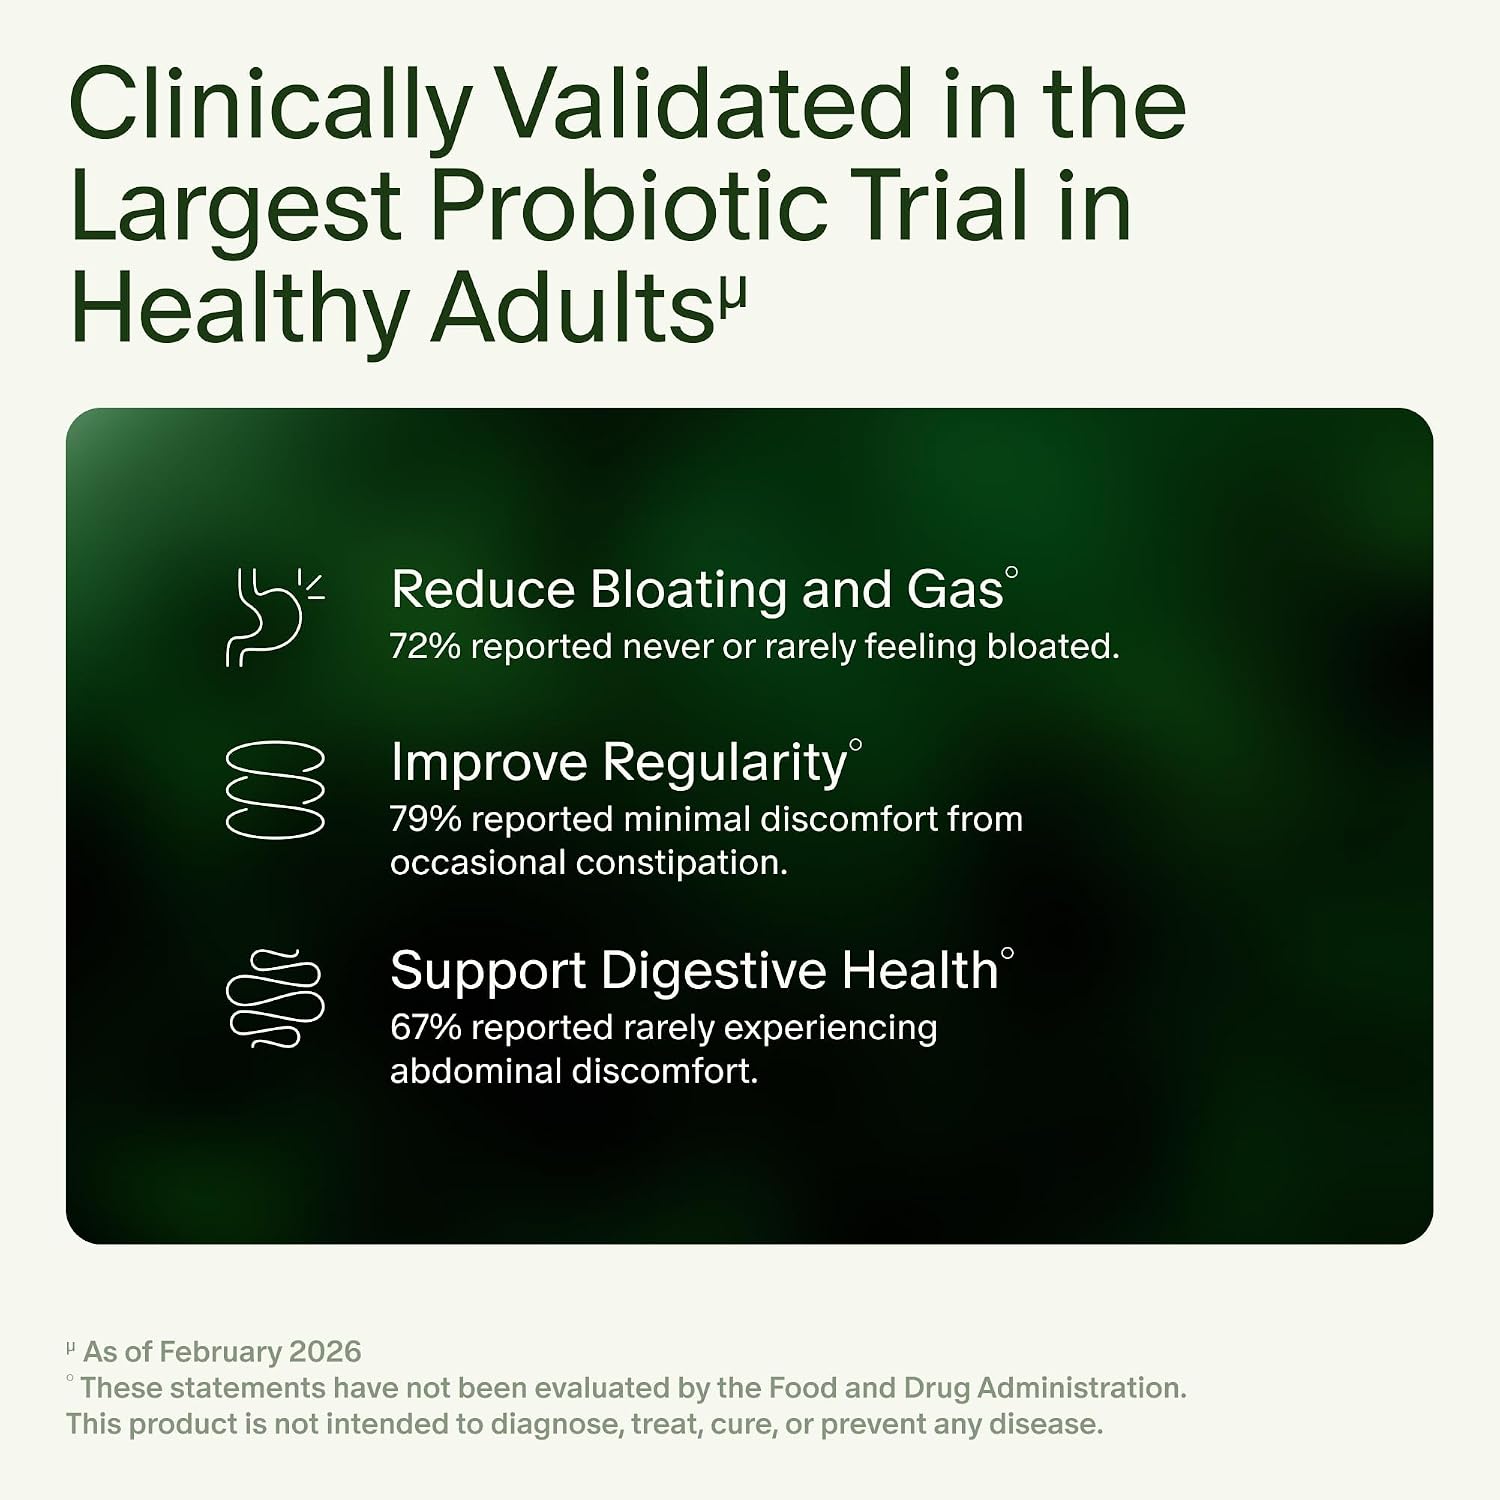 Clinically Validated in the
Largest Probiotic Trial in
Healthy Adultsµ
Reduce Bloating and Gas°
72% reported never or rarely feeling bloated.
Improve Regularity°
79% reported minimal discomfort from
occasional constipation.
Support Digestive Health°
67% reported rarely experiencing
abdominal discomfort.
µ As of February 2026
° These statements have not been evaluated by the Food and Drug Administration.
This product is not intended to diagnose, treat, cure, or prevent any disease.